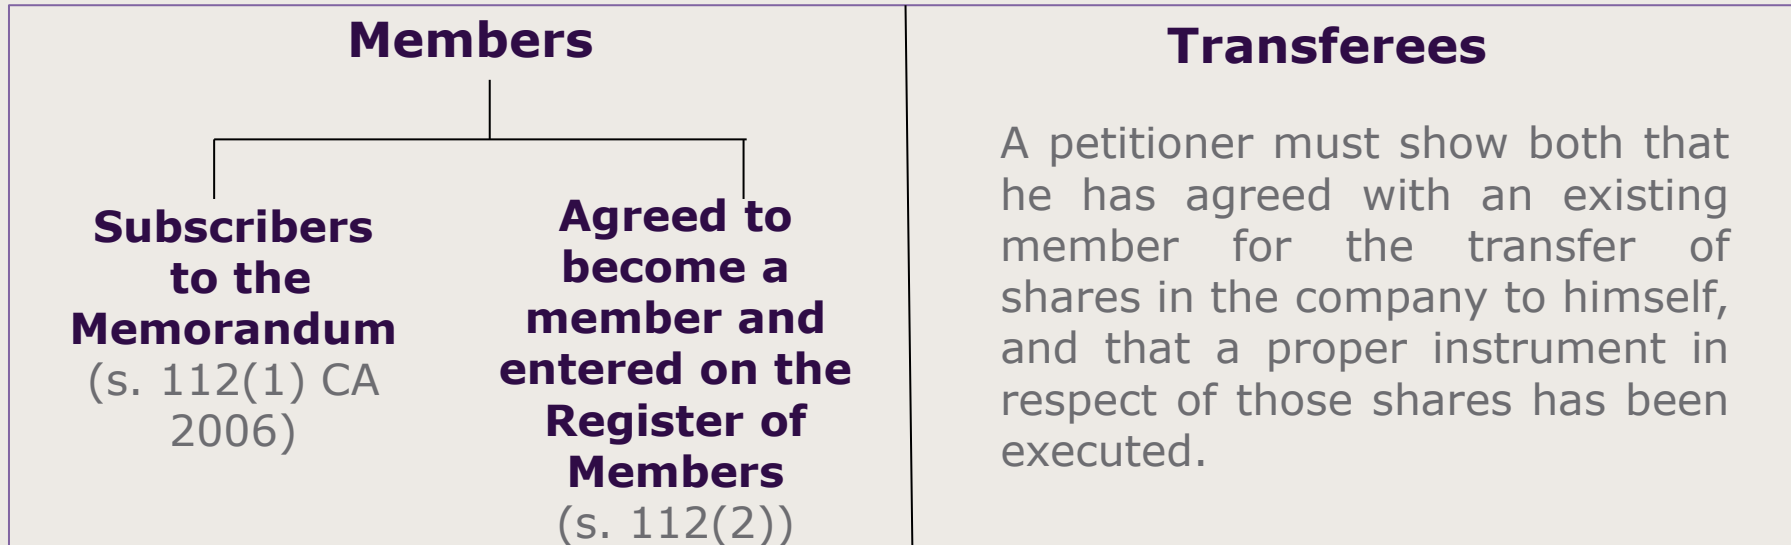 Members
Subscribers
to the
Memorandum
(s. 112(1) CA
2006)
Agreed to
become a
member and
entered on the
Register of
Members
(s. 112(2))
Transferees
A petitioner must show both that
he has agreed with an existing
member for the transfer of
shares in the company to himself,
and that a proper instrument in
respect of those shares has been
executed.